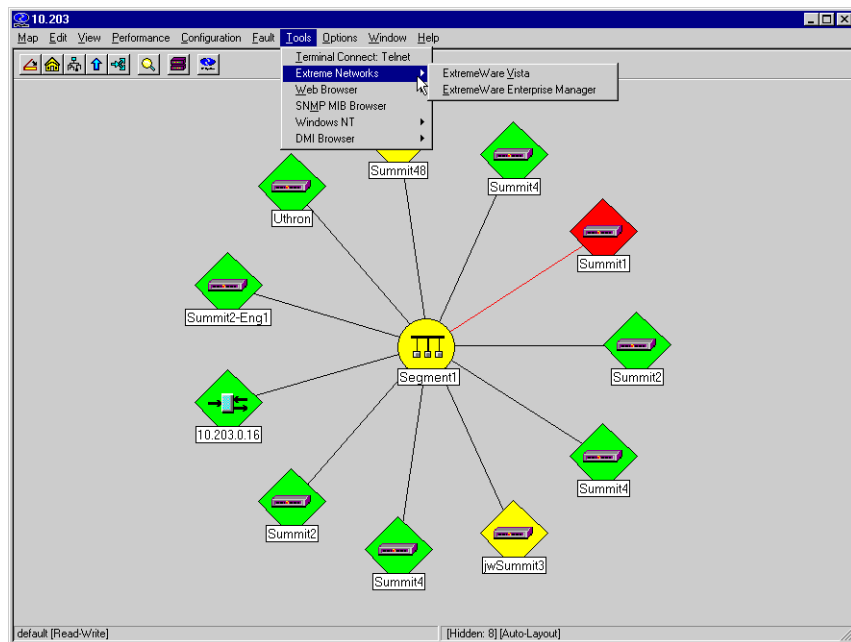 10.203
Map Edit View Performance Configuration Fault Tools Options Window Help
Terminal Connect: Telnet
Extreme Networks
Web Browser
SNMP MIB Browser
Windows NT
DMI Browser
ExtremeWare Vista
ExtremeWare Enterprise Manager
Summit48
Summit4
Uthron
Summit1
Summit2-Eng1
Segment1
Summit2
10.203.0.16
Summit4
Summit2
jwSummit3
Summit4
default [Read-Write]
[Hidden: 8] [Auto-Layout]